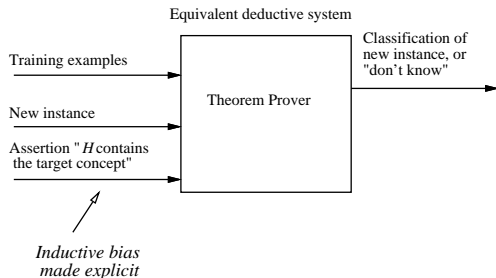 Equivalent deductive system
Classification of
new instance, or
"don't know"
Training examples
Theorem Prover
New instance
Assertion " H contains
the target concept"
Inductive bias
made explicit